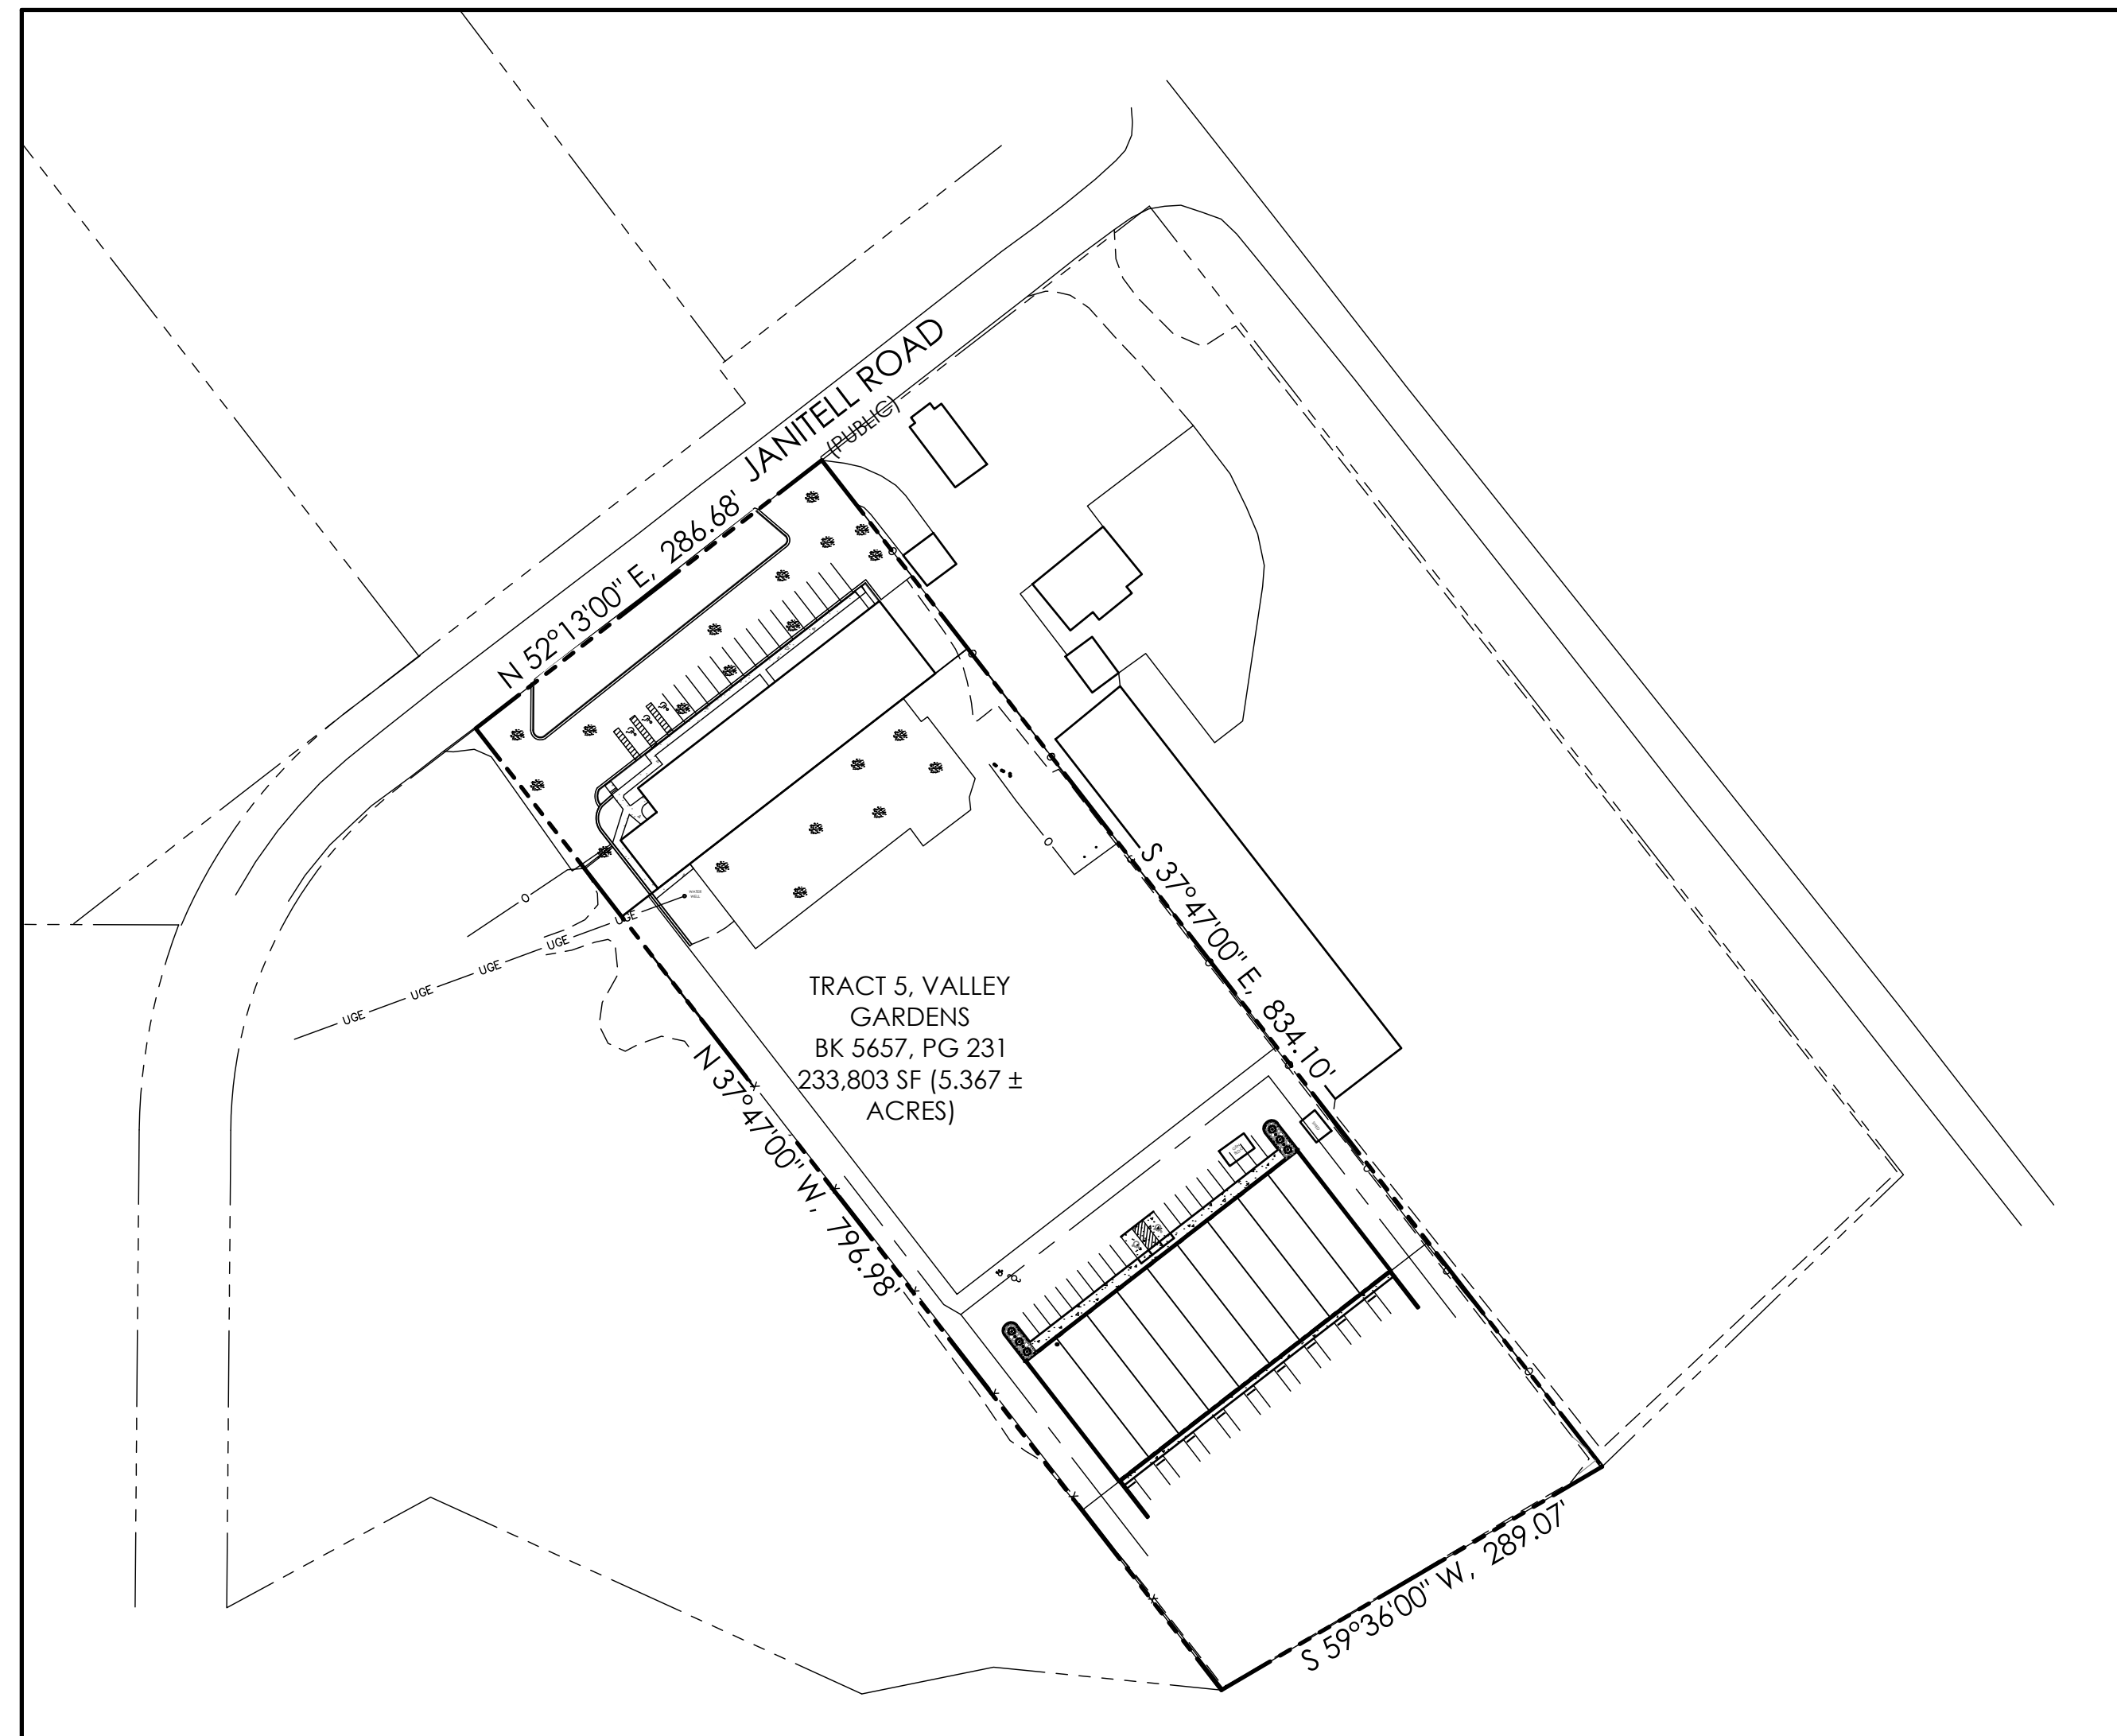 JANITELL ROAD
(PUBLIC)
N 52°13'00" E, 286.68'
UGE
UGE
UGE
UGE
UGE
TRACT 5, VALLEY
GARDENS
BK 5657, PG 231
233,803 SF (5.367 ±
ACRES)
S 37°47'00" E, 834.10'
N 37°47'00" W, 796.98'
S 59°36'00" W, 289.07'